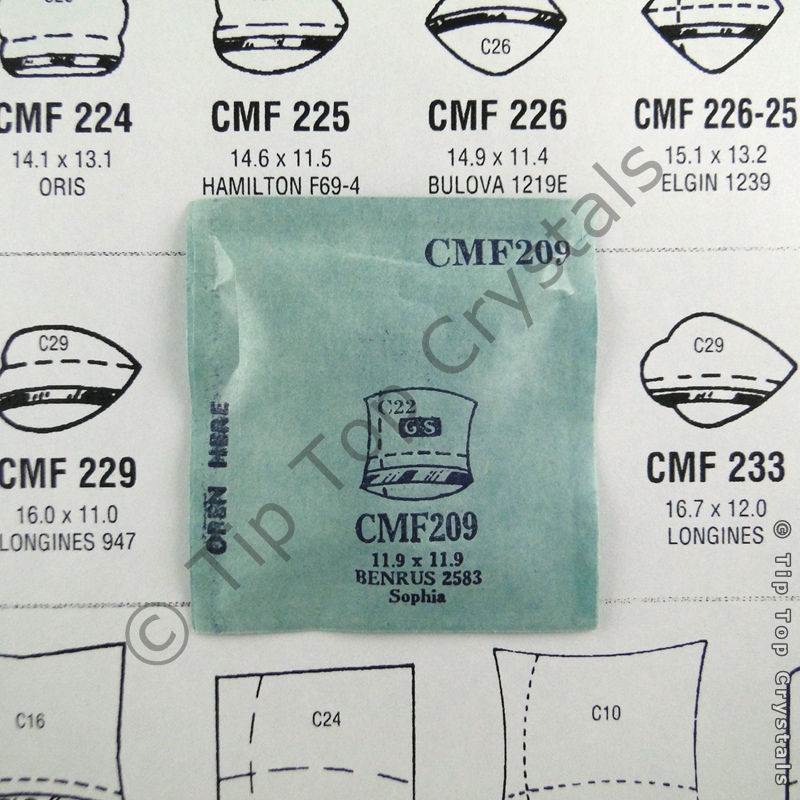 C26
CMF 224
14.1 x 13.1
ORIS
CMF 225
14.6 x 11.5
HAMILTON F69-4
CMF 226
14.9 x 11.4
BULOVA 1219E
CMF 226-25
15.1 x 13.2
ELGIN 1239
CMF209
OPEN HERE
C22
GS
CMF209
11.9 x 11.9
BENRUS 2583
Sophia
C29
CMF 229
16.0 x 11.0
LONGINES 947
C29
CMF 233
16.7 x 12.0
LONGINES
C16
C24
C10
© Tip Top Crystals
© Tip Top Crystals